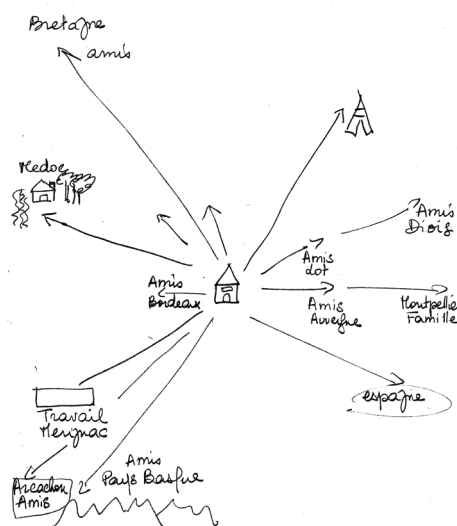 Bretagne
amis
Medoc
Amis
Diois
Amis
Lot
Amis
Bordeaux
Amis
Auvergne
Montpellier
Famille
espagne
Travail
Merignac
Amis
Pays Basque
Arcachon
Amis